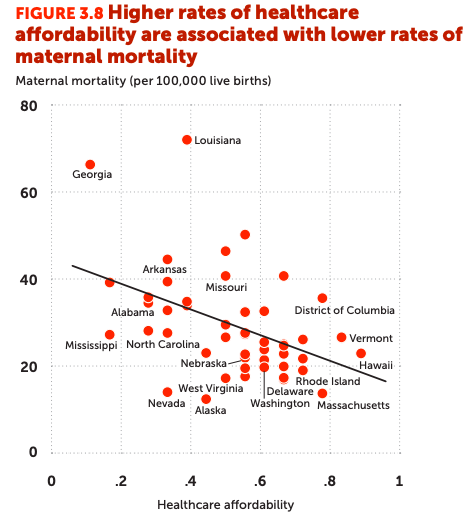 FIGURE 3.8 Higher rates of healthcare
affordability are associated with lower rates of
maternal mortality
Maternal mortality (per 100,000 live births)
80
Louisiana
Georgia
60
Arkansas
40
Missouri
District of Columbia
Alabama
Mississippi
North Carolina
Vermont
Hawaii
Nebraska
20
Rhode Island
West Virginia
Delaware
Nevada
Washington
Massachusetts
Alaska
0
0 .2 .4 .6 .8 1
Healthcare affordability